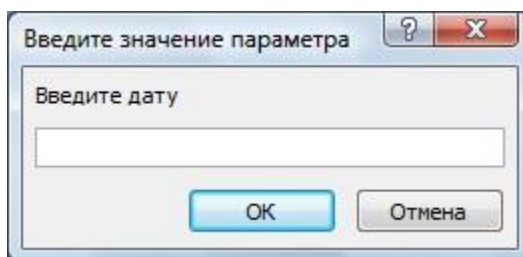 Введите значение параметра
Введите дату
ОК Отмена